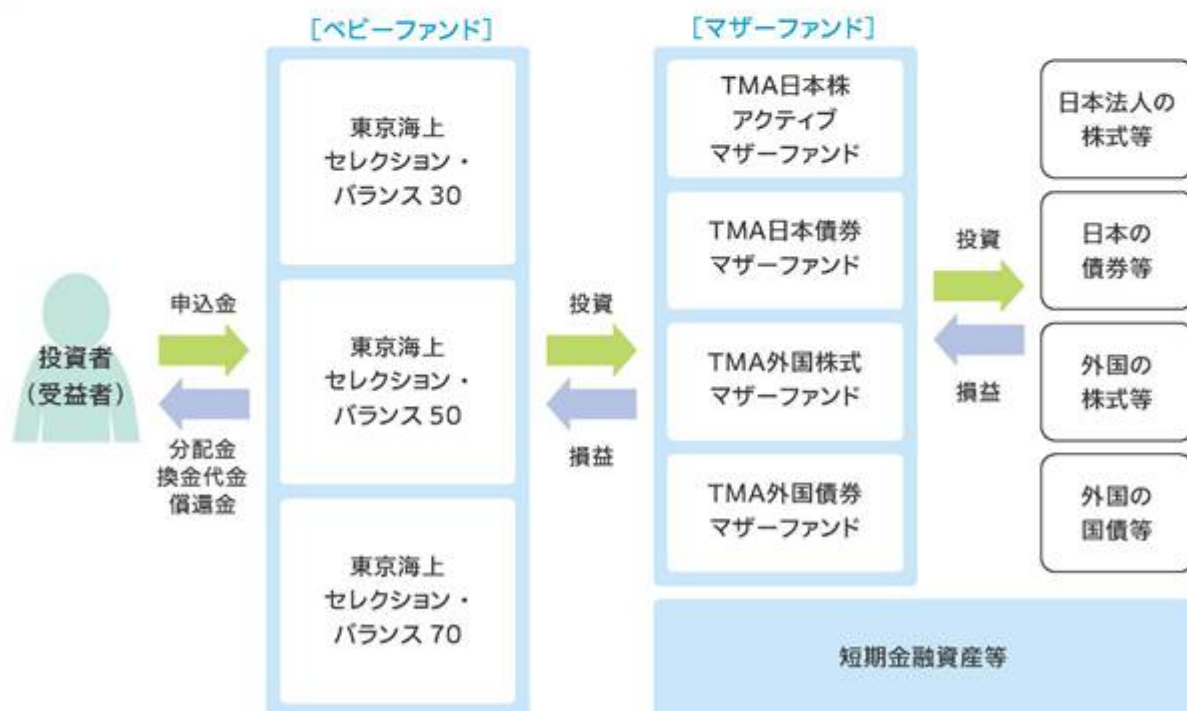 [ベビーファンド]
東京海上
セレクション・
バランス 30
東京海上
セレクション・
バランス 50
東京海上
セレクション・
バランス 70
[マザーファンド]
TMA日本株
アクティブ
マザーファンド
TMA日本債券
マザーファンド
TMA外国株式
マザーファンド
TMA外国債券
マザーファンド
日本法人の
株式等
日本の
債券等
外国の
株式等
外国の
国債等
投資者
(受益者)
申込金
分配金
換金代金
償還金
投資
損益
投資
損益
短期金融資産等